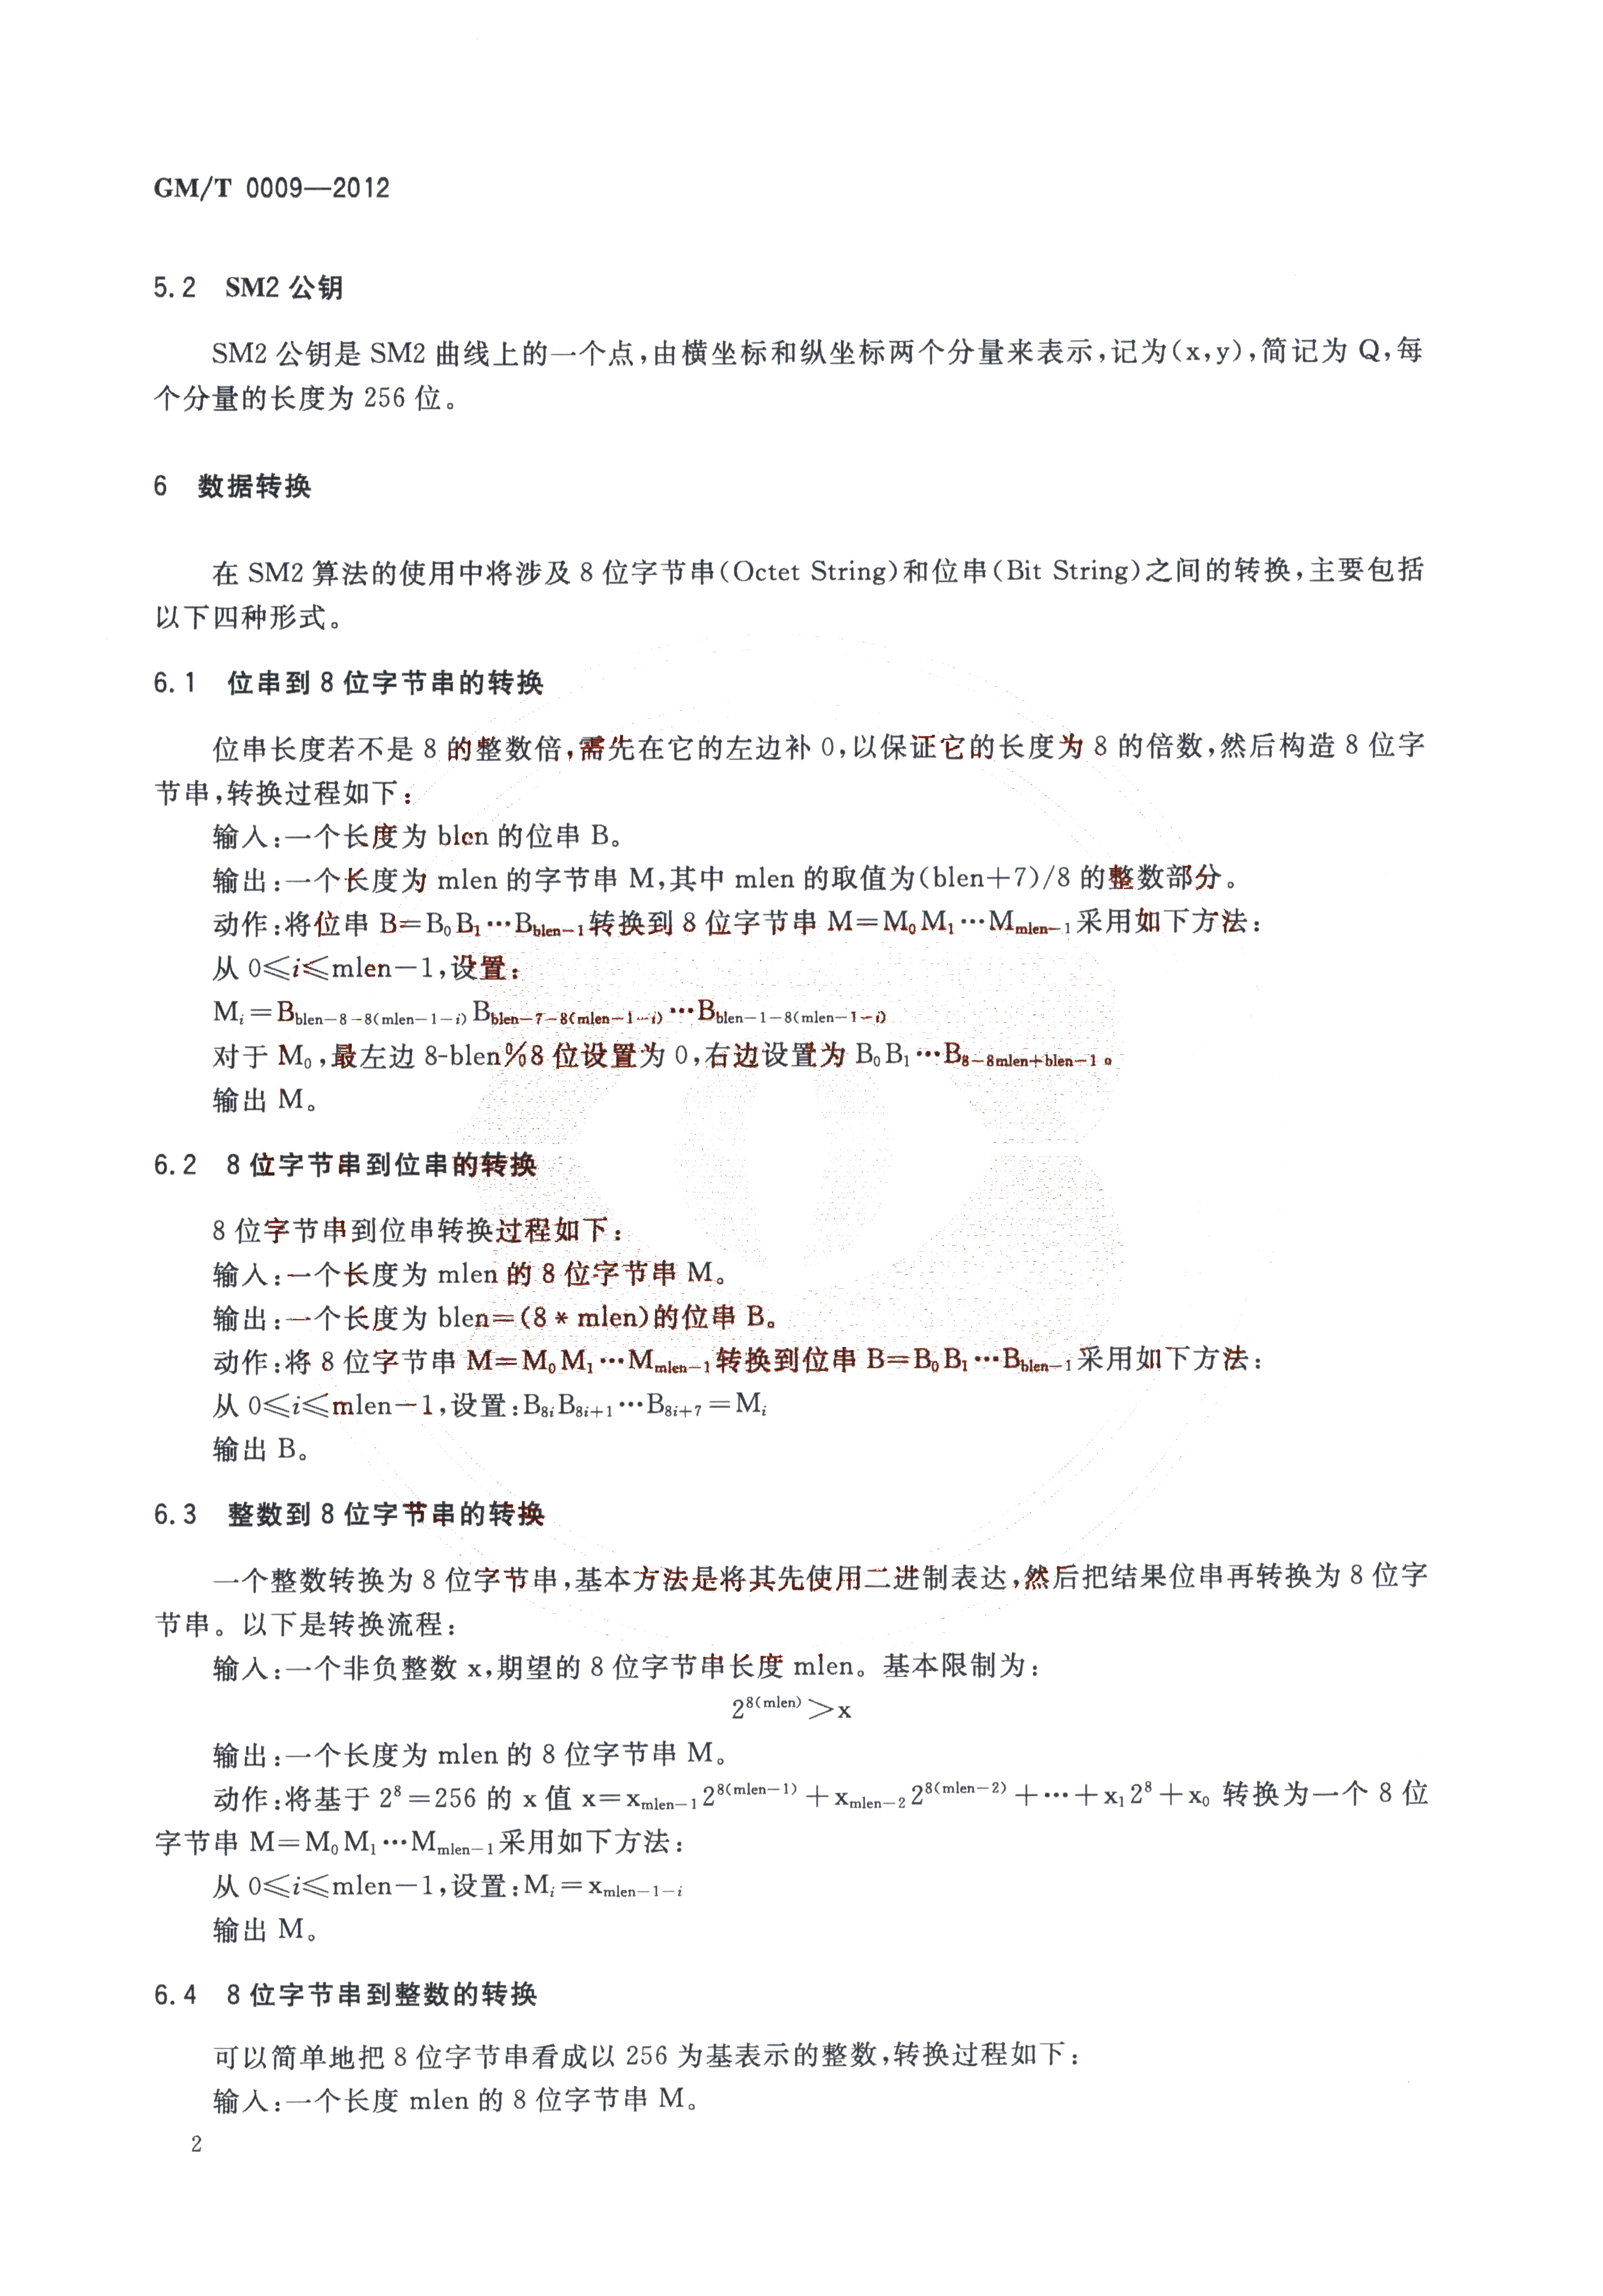 GM/T 0009—2012
5.2 SM2 公钥
SM2 公钥是 SM2 曲线上的一个点,由横坐标和纵坐标两个分量来表示,记为(x,y),简记为 Q,每
个分量的长度为 256 位。
6 数据转换
在 SM2 算法的使用中将涉及 8 位字节串(Octet String)和位串(Bit String)之间的转换,主要包括
以下四种形式。
6.1 位串到 8 位字节串的转换
位串长度若不是 8 的整数倍,需先在它的左边补 0,以保证它的长度为 8 的倍数,然后构造 8 位字
节串,转换过程如下:
输入:一个长度为 blen 的位串 B。
输出:一个长度为 mlen 的字节串 M,其中 mlen 的取值为(blen+7)/8 的整数部分。
动作:将位串 B=B₀B₁⋯B_{blen−1}转换到 8 位字节串 M=M₀M₁⋯M_{mlen−1}采用如下方法:
从 0≤i≤mlen−1,设置:
M_i=B_{blen−8−8(mlen−1−i)}B_{blen−7−8(mlen−1−i)}⋯B_{blen−1−8(mlen−1−i)}
对于 M₀,最左边 8-blen%8 位设置为 0,右边设置为 B₀B₁⋯B_{8−8mlen+blen−1}。
输出 M。
6.2 8 位字节串到位串的转换
8 位字节串到位串转换过程如下:
输入:一个长度为 mlen 的 8 位字节串 M。
输出:一个长度为 blen=(8 * mlen)的位串 B。
动作:将 8 位字节串 M=M₀M₁⋯M_{mlen−1}转换到位串 B=B₀B₁⋯B_{blen−1}采用如下方法:
从 0≤i≤mlen−1,设置:B_{8i}B_{8i+1}⋯B_{8i+7}=M_i
输出 B。
6.3 整数到 8 位字节串的转换
一个整数转换为 8 位字节串,基本方法是将其先使用二进制表达,然后把结果位串再转换为 8 位字
节串。以下是转换流程:
输入:一个非负整数 x,期望的 8 位字节串长度 mlen。基本限制为:
2^{8(mlen)}>x
输出:一个长度为 mlen 的 8 位字节串 M。
动作:将基于 2⁸=256 的 x 值 x=x_{mlen−1}2^{8(mlen−1)}+x_{mlen−2}2^{8(mlen−2)}+⋯+x₁2⁸+x₀ 转换为一个 8 位
字节串 M=M₀M₁⋯M_{mlen−1}采用如下方法:
从 0≤i≤mlen−1,设置:M_i=x_{mlen−1−i}
输出 M。
6.4 8 位字节串到整数的转换
可以简单地把 8 位字节串看成以 256 为基表示的整数,转换过程如下:
输入:一个长度 mlen 的 8 位字节串 M。
2